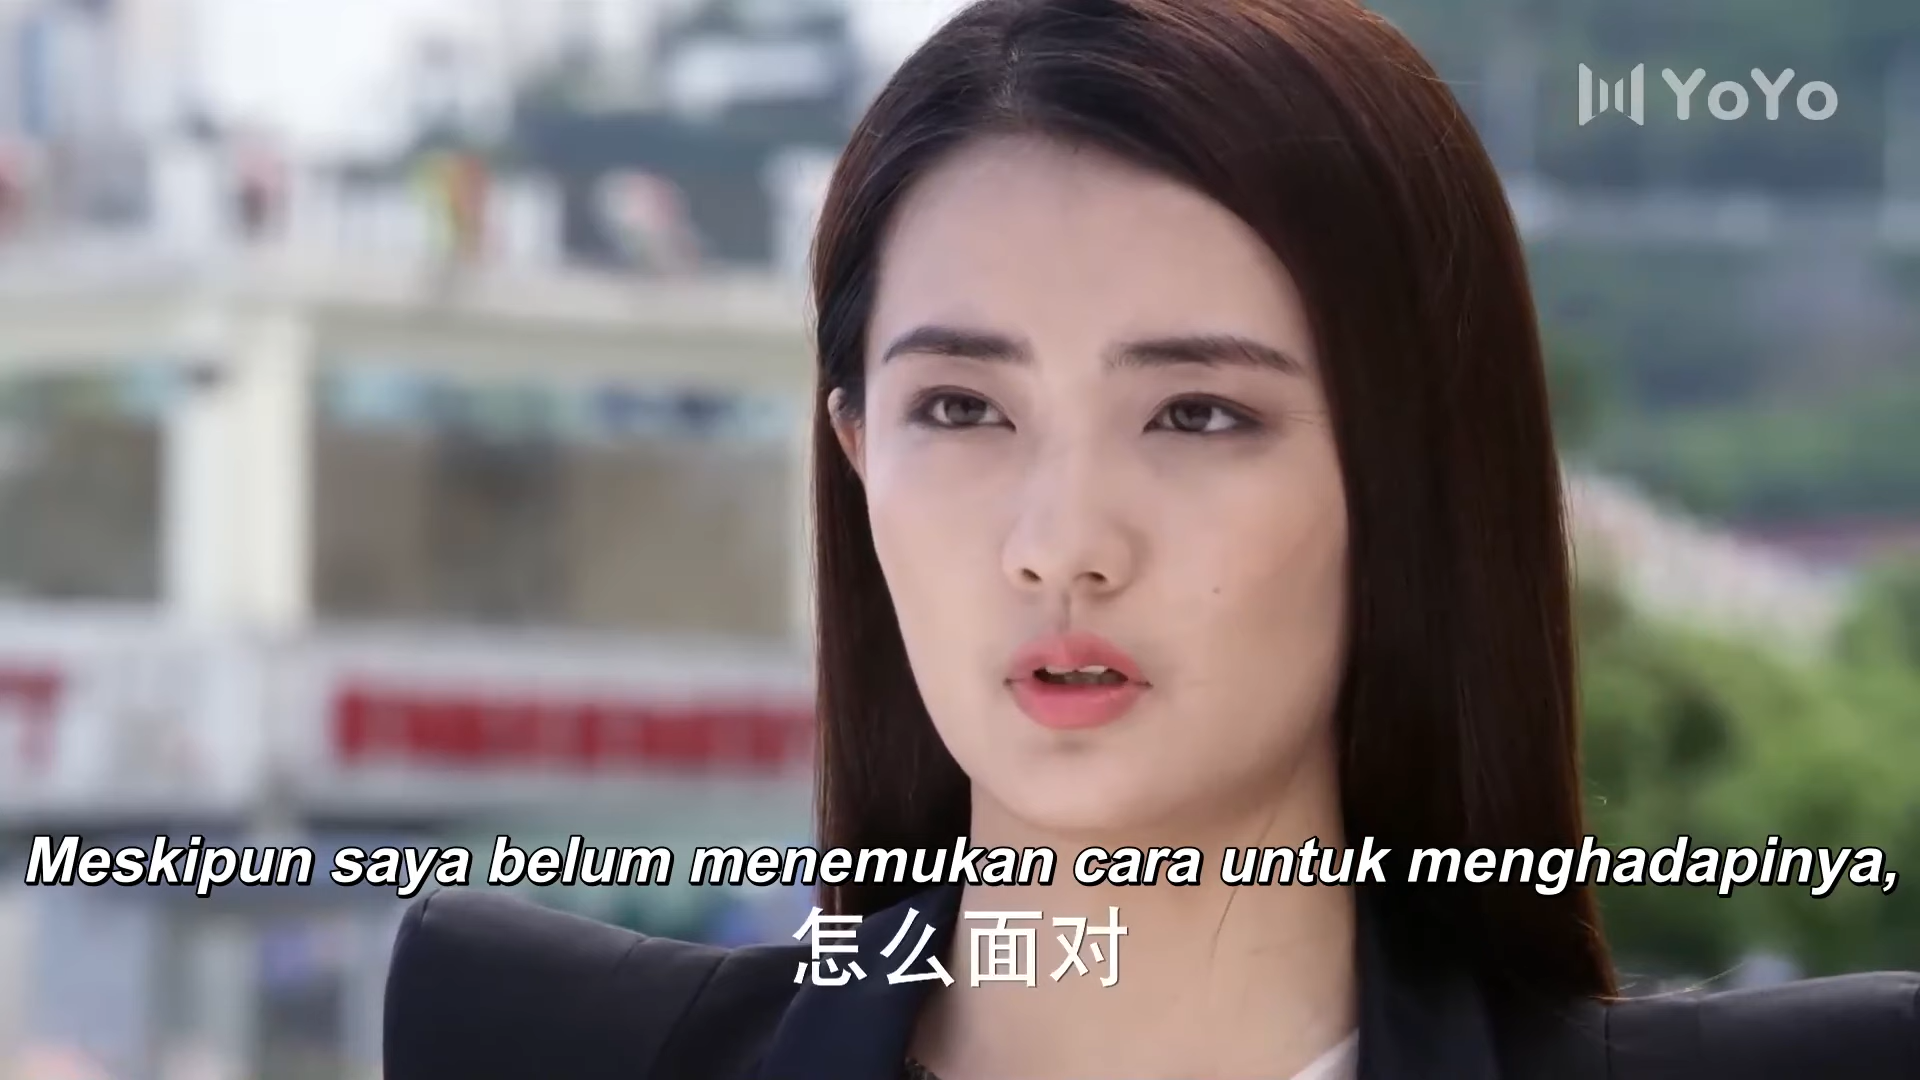 YoYo
Meskipun saya belum menemukan cara untuk menghadapinya,
怎么面对